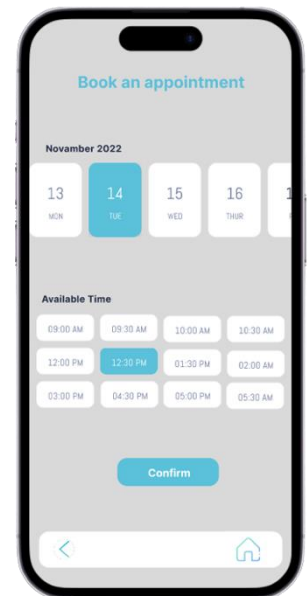 Book an appointment
Novamber 2022
13 14 15 16 1
MON TUE WED THUR
Available Time
09:00 AM 09:30 AM 10:00 AM 10:30 AM
12:00 PM 12:30 PM 01:30 PM 02:00 AM
03:00 PM 04:30 PM 05:00 PM 05:30 AM
Confirm